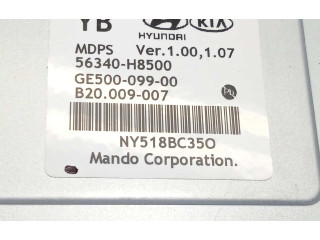 YB HYUNDAI KIA
MDPS Ver.1.00,1.07
56340-H8500
GE500-099-00
B20.009-007
NY518BC35O
Mando Corporation.